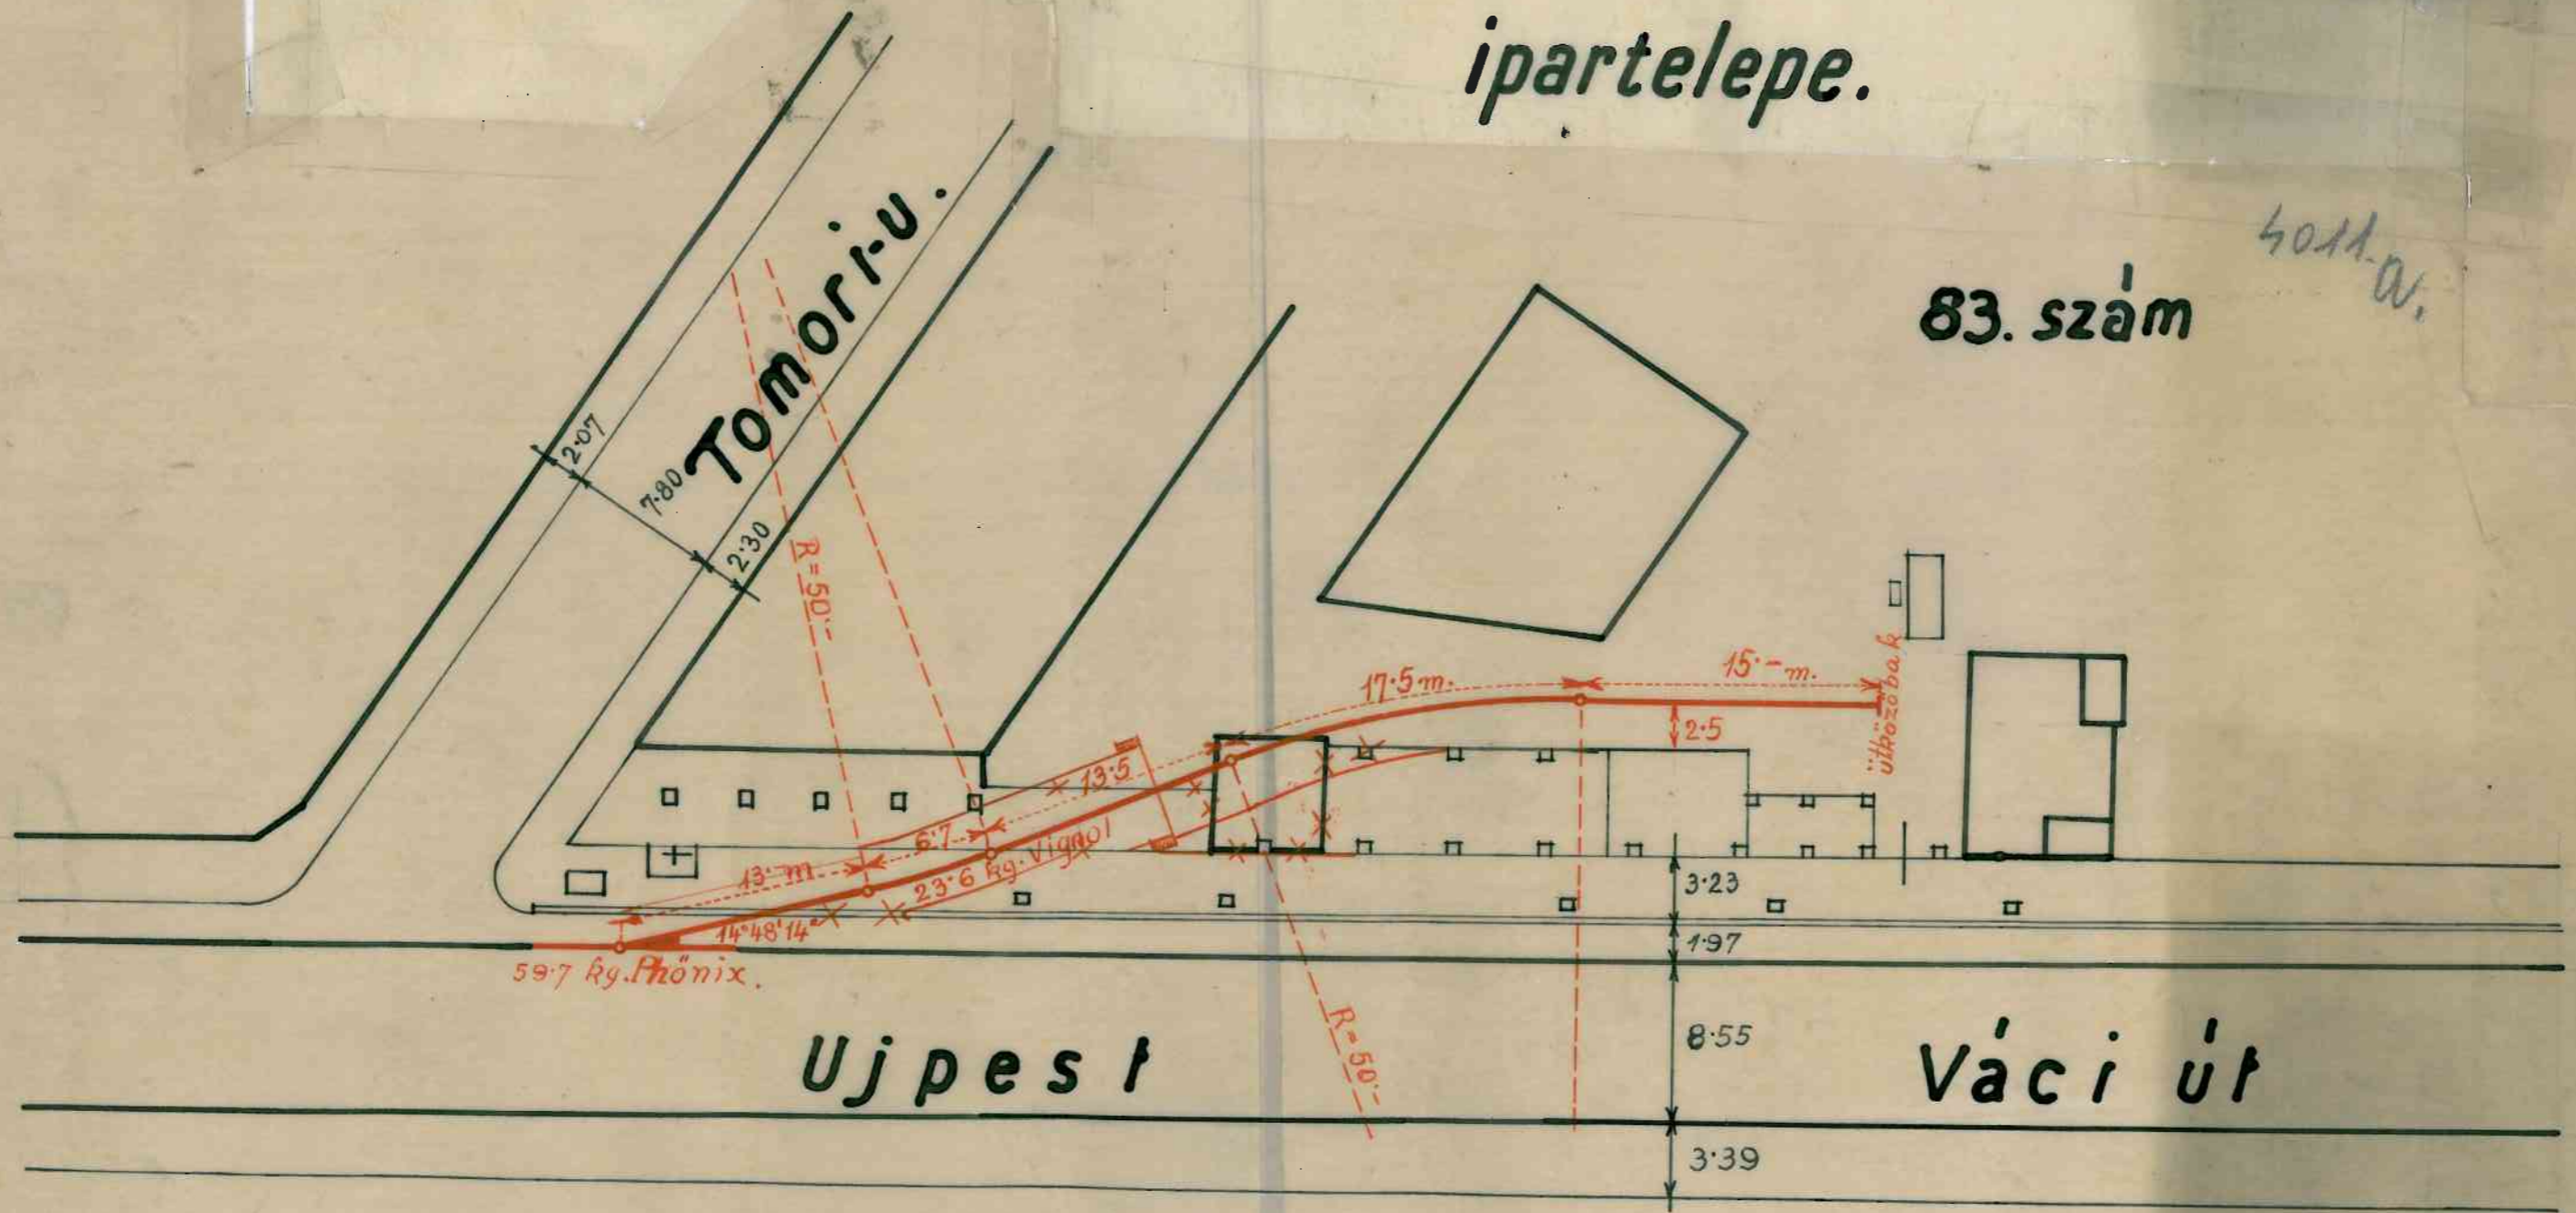 ipartelepe.
4011.a.
83. szám
Tomori-u.
2·07
7·80
2·30
R=50·-
17·5 m.
15·- m.
ütközöbak
2·5
13·5
6·7
13·m
23·6 kg. Vignol
14°48'14"
59·7 kg. Phőnix.
3·23
1·97
8·55
3·39
R=50·-
Ujpest
Váci út